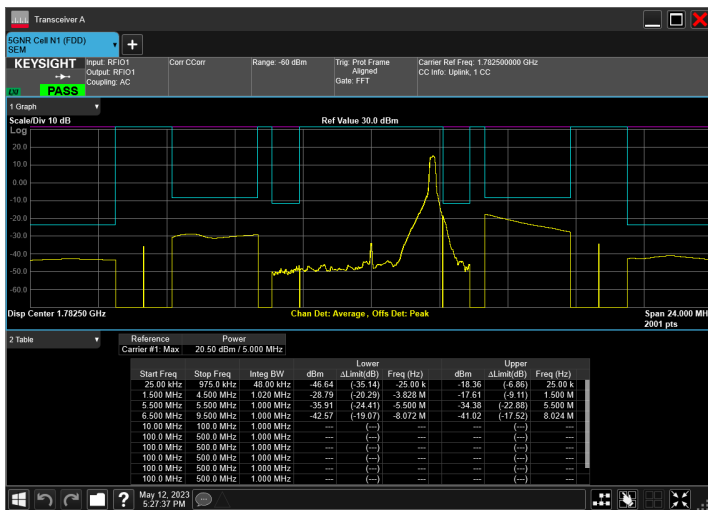 Transceiver A
5GNR Cell N1 (FDD)
SEM
KEYSIGHT
LXI
PASS
Input: RFIO1
Output: RFIO1
Coupling: AC
Corr CCorr
Range: -60 dBm
Trig: Prot Frame
Aligned
Gate: FFT
Carrier Ref Freq: 1.782500000 GHz
CC Info: Uplink, 1 CC
1 Graph
Scale/Div 10 dB
Ref Value 30.0 dBm
Log
20.0
10.0
0.00
-10.0
-20.0
-30.0
-40.0
-50.0
-60.0
Disp Center 1.78250 GHz
Chan Det: Average, Offs Det: Peak
Span 24.000 MH
2001 pts
2 Table
Reference Power
Carrier #1: Max 20.50 dBm / 5.000 MHz
Lower Upper
Start Freq Stop Freq Integ BW dBm ΔLimit(dB) Freq (Hz) dBm ΔLimit(dB) Freq (Hz)
25.00 kHz 975.0 kHz 48.00 kHz -46.64 (-35.14) -25.00 k -18.36 (-6.86) 25.00 k
1.500 MHz 4.500 MHz 1.020 MHz -28.79 (-20.29) -3.828 M -17.61 (-9.11) 1.500 M
5.500 MHz 5.500 MHz 1.000 MHz -35.91 (-24.41) -5.500 M -34.38 (-22.88) 5.500 M
6.500 MHz 9.500 MHz 1.000 MHz -42.57 (-19.07) -8.072 M -41.02 (-17.52) 8.024 M
10.00 MHz 100.0 MHz 1.000 MHz --- (---) --- --- (---) ---
100.0 MHz 500.0 MHz 1.000 MHz --- (---) --- --- (---) ---
100.0 MHz 500.0 MHz 1.000 MHz --- (---) --- --- (---) ---
100.0 MHz 500.0 MHz 1.000 MHz --- (---) --- --- (---) ---
100.0 MHz 500.0 MHz 1.000 MHz --- (---) --- --- (---) ---
100.0 MHz 500.0 MHz 1.000 MHz --- (---) --- --- (---) ---
May 12, 2023
5:27:37 PM